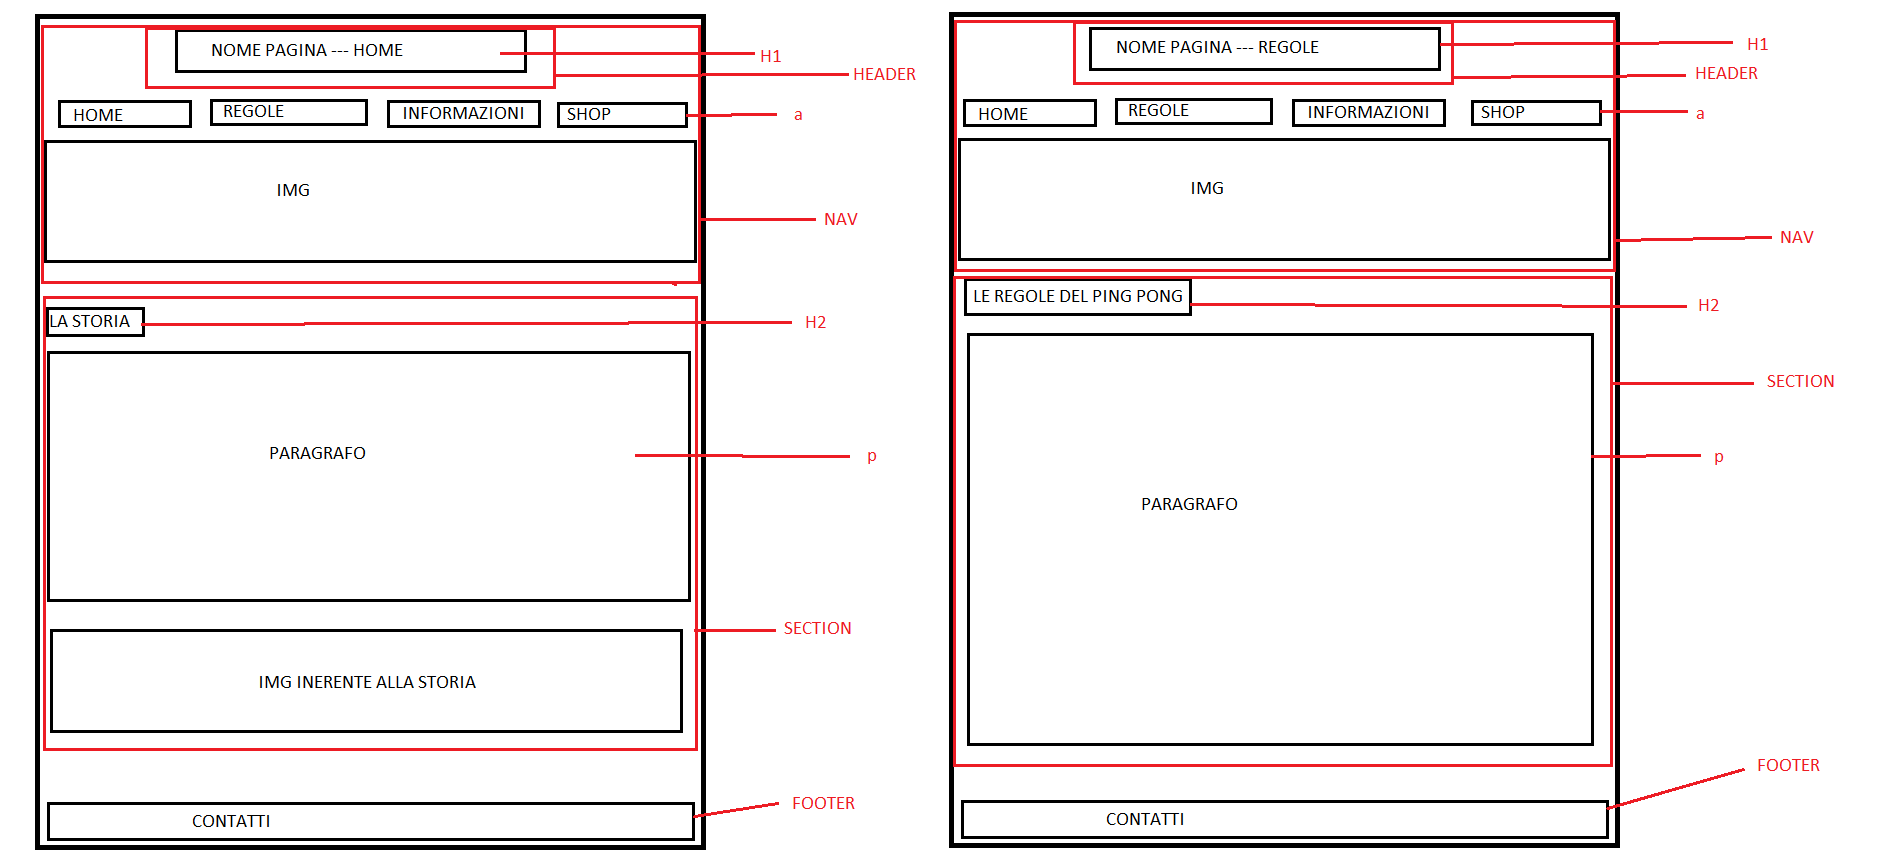 NOME PAGINA --- HOME
H1
HEADER
HOME
REGOLE
INFORMAZIONI
SHOP
a
IMG
NAV
LA STORIA
H2
PARAGRAFO
p
SECTION
IMG INERENTE ALLA STORIA
FOOTER
CONTATTI
NOME PAGINA --- REGOLE
H1
HEADER
HOME
REGOLE
INFORMAZIONI
SHOP
a
IMG
NAV
LE REGOLE DEL PING PONG
H2
SECTION
p
PARAGRAFO
FOOTER
CONTATTI